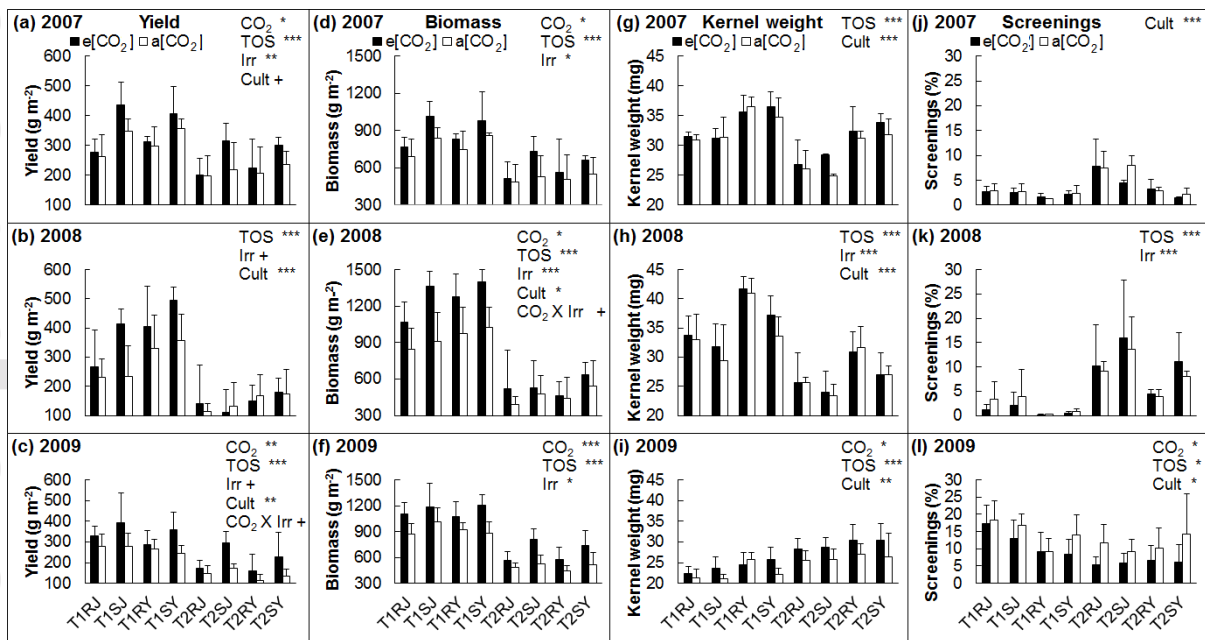 (a) 2007 Yield
e[CO2] a[CO2]
CO2 *
TOS ***
Irr **
Cult +
Yield (g m-2)
600
500
400
300
200
100
(d) 2007 Biomass
e[CO2] a[CO2]
CO2 *
TOS ***
Irr *
Biomass (g m-2)
1500
1200
900
600
300
(g) 2007 Kernel weight
e[CO2] a[CO2]
TOS ***
Cult ***
Kernel weight (mg)
45
40
35
30
25
20
(j) 2007 Screenings
e[CO2] a[CO2]
Cult ***
Screenings (%)
30
25
20
15
10
5
0
(b) 2008
TOS ***
Irr +
Cult ***
Yield (g m-2)
600
500
400
300
200
100
(e) 2008
CO2 *
TOS ***
Irr ***
Cult *
CO2 X Irr +
Biomass (g m-2)
1500
1200
900
600
300
(h) 2008
TOS ***
Irr ***
Cult ***
Kernel weight (mg)
45
40
35
30
25
20
(k) 2008
TOS ***
Irr ***
Screenings (%)
30
25
20
15
10
5
0
(c) 2009
CO2 **
TOS ***
Irr +
Cult **
CO2 X Irr +
Yield (g m-2)
600
500
400
300
200
100
T1RJ
T1SJ
T1RY
T1SY
T2RJ
T2SJ
T2RY
T2SY
(f) 2009
CO2 ***
TOS ***
Irr *
Biomass (g m-2)
1500
1200
900
600
300
T1RJ
T1SJ
T1RY
T1SY
T2RJ
T2SJ
T2RY
T2SY
(i) 2009
CO2 *
TOS ***
Cult **
Kernel weight (mg)
45
40
35
30
25
20
T1RJ
T1SJ
T1RY
T1SY
T2RJ
T2SJ
T2RY
T2SY
(l) 2009
CO2 *
TOS *
Cult *
Screenings (%)
30
25
20
15
10
5
0
T1RJ
T1SJ
T1RY
T1SY
T2RJ
T2SJ
T2RY
T2SY